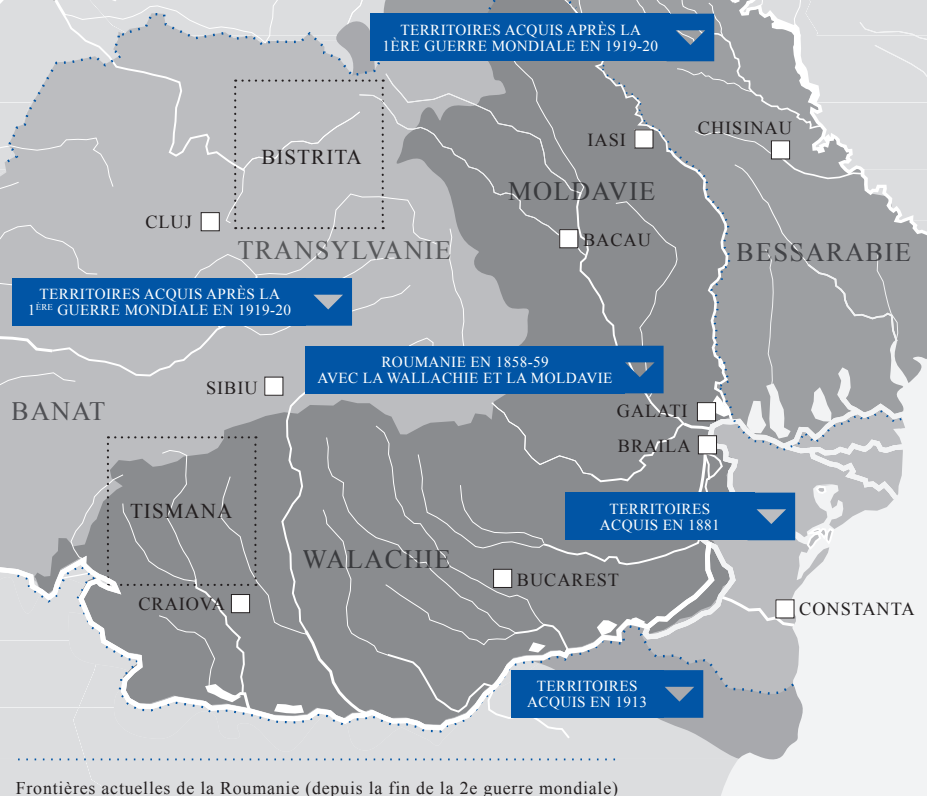 TERRITOIRES ACQUIS APRÈS LA
1ÈRE GUERRE MONDIALE EN 1919-20
CHISINAU
IASI
BISTRITA
MOLDAVIE
CLUJ
BACAU
TRANSYLVANIE
BESSARABIE
TERRITOIRES ACQUIS APRÈS LA
1ÈRE GUERRE MONDIALE EN 1919-20
ROUMANIE EN 1858-59
AVEC LA WALLACHIE ET LA MOLDAVIE
SIBIU
BANAT
GALATI
BRAILA
TISMANA
TERRITOIRES
ACQUIS EN 1881
WALACHIE
BUCAREST
CRAIOVA
CONSTANTA
TERRITOIRES
ACQUIS EN 1913
Frontières actuelles de la Roumanie (depuis la fin de la 2e guerre mondiale)